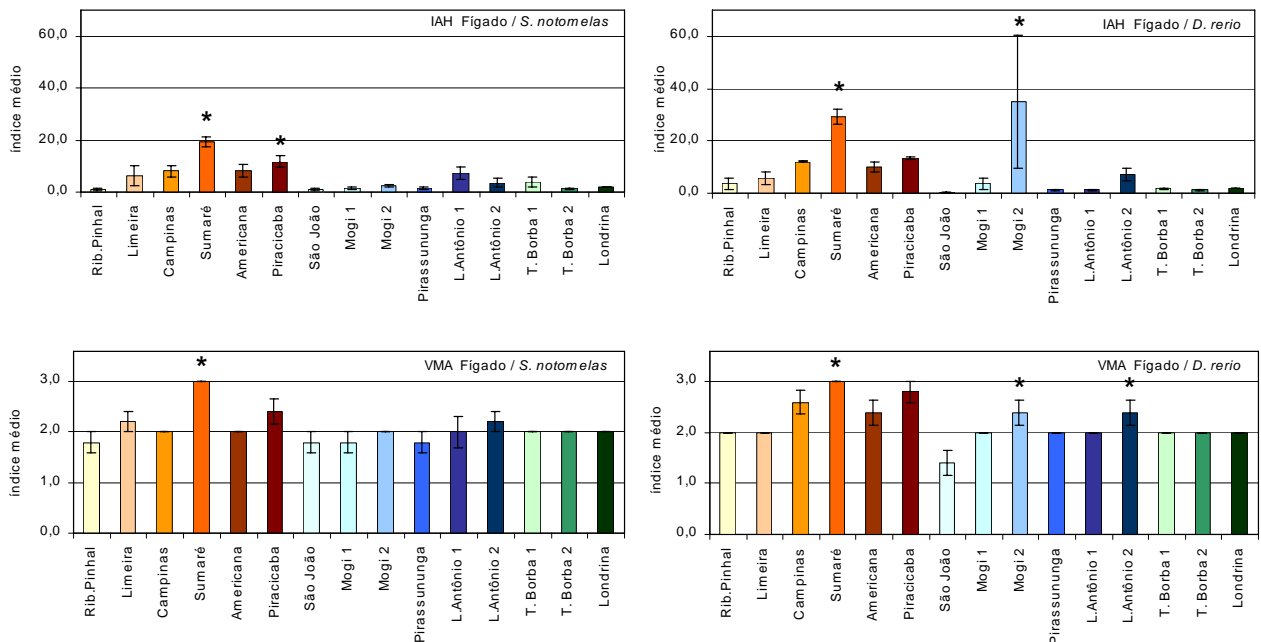 IAH Fígado / S. notomelas
índice médio
60,0
40,0
20,0
0,0
*
*
Rib.Pinhal
Limeira
Campinas
Sumaré
Americana
Piracicaba
São João
Mogi 1
Mogi 2
Pirassununga
L.Antônio 1
L.Antônio 2
T. Borba 1
T. Borba 2
Londrina
IAH Fígado / D. rerio
índice médio
60,0
40,0
20,0
0,0
*
*
Rib.Pinhal
Limeira
Campinas
Sumaré
Americana
Piracicaba
São João
Mogi 1
Mogi 2
Pirassununga
L.Antônio 1
L.Antônio 2
T. Borba 1
T. Borba 2
Londrina
VMA Fígado / S. notomelas
índice médio
3,0
2,0
1,0
0,0
*
Rib.Pinhal
Limeira
Campinas
Sumaré
Americana
Piracicaba
São João
Mogi 1
Mogi 2
Pirassununga
L.Antônio 1
L.Antônio 2
T. Borba 1
T. Borba 2
Londrina
VMA Fígado / D. rerio
índice médio
3,0
2,0
1,0
0,0
*
*
*
Rib.Pinhal
Limeira
Campinas
Sumaré
Americana
Piracicaba
São João
Mogi 1
Mogi 2
Pirassununga
L.Antônio 1
L.Antônio 2
T. Borba 1
T. Borba 2
Londrina